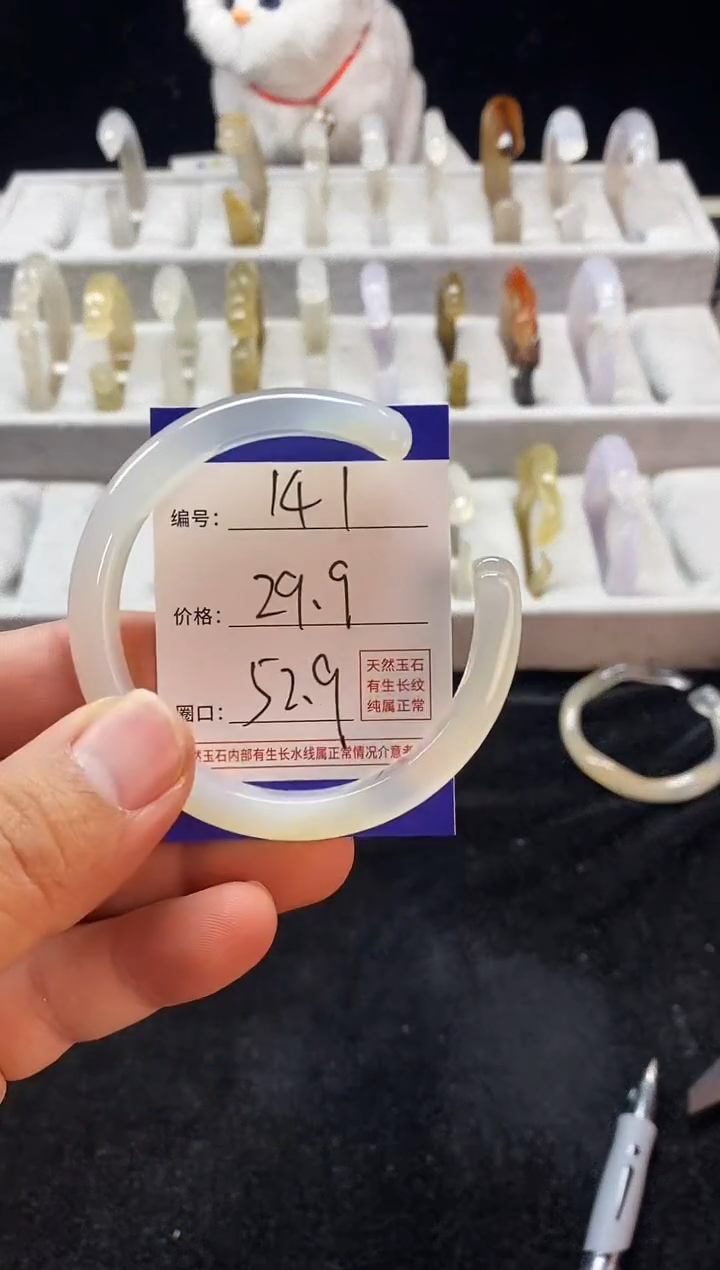 编号: 141
价格: 29.9
圈口: 52.9
天然玉石
有生长纹
纯属正常
然玉石内部有生长水线属正常情况介意者